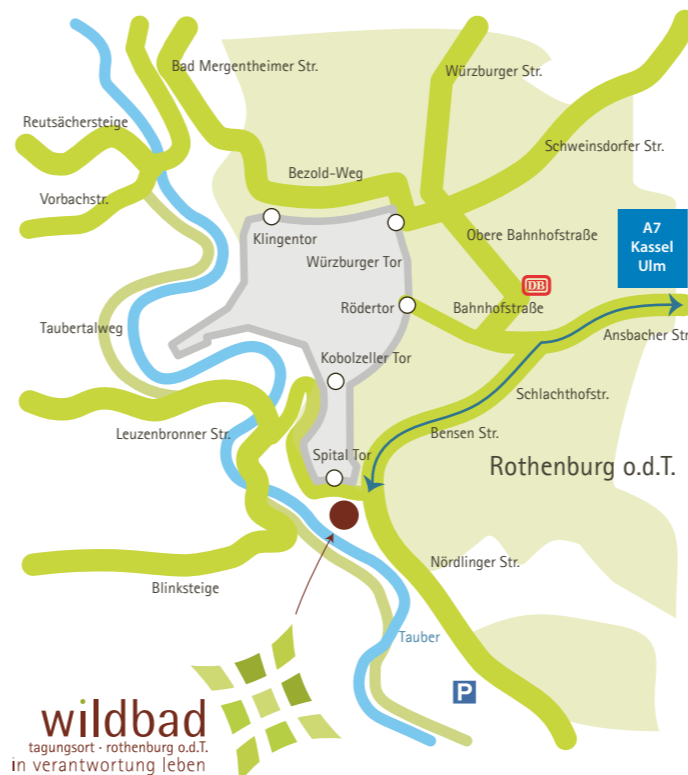 Bad Mergentheimer Str.
Würzburger Str.
Reutsächersteige
Schweinsdorfer Str.
Bezold-Weg
Vorbachstr.
A7
Kassel
Ulm
Klingentor
Obere Bahnhofstraße
Würzburger Tor
DB
Rödertor
Bahnhofstraße
Taubertalweg
Ansbacher Str.
Kobolzeller Tor
Schlachthofstr.
Leuzenbronner Str.
Bensen Str.
Spital Tor
Rothenburg o.d.T.
Nördlinger Str.
Blinksteige
Tauber
P
wildbad
tagungsort · rothenburg o.d.T.
in verantwortung leben